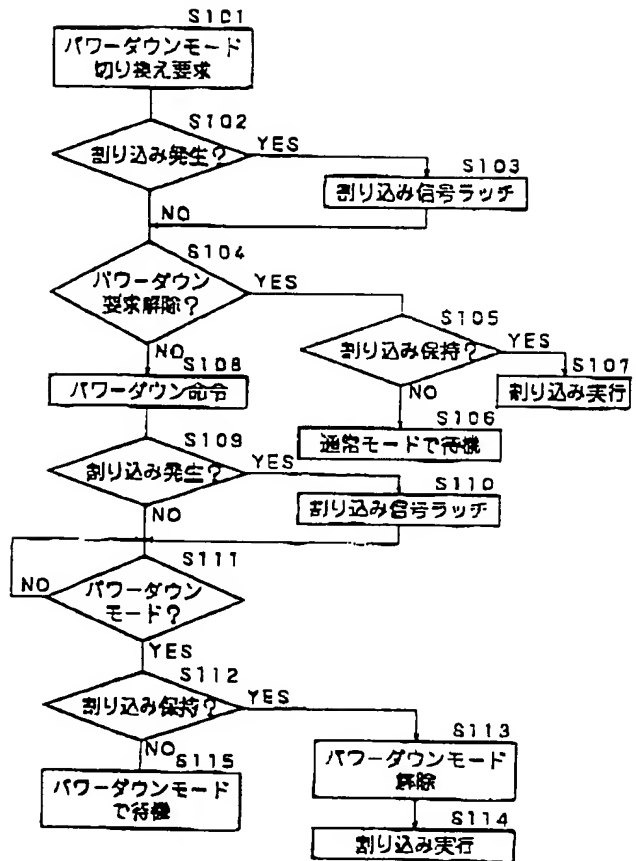 S101
パワーダウンモード
切り換え要求
S102
割り込み発生?
YES
S103
割り込み信号ラッチ
NO
S104
パワーダウン
要求解除?
YES
S105
割り込み保持?
YES
S107
割り込み実行
NO
S106
通常モードで待機
NO
S108
パワーダウン命令
S109
割り込み発生?
YES
S110
割り込み信号ラッチ
NO
S111
NO
パワーダウン
モード?
YES
S112
割り込み保持?
YES
S113
パワーダウンモード
解除
S114
割り込み実行
NO
S115
パワーダウンモード
で待機